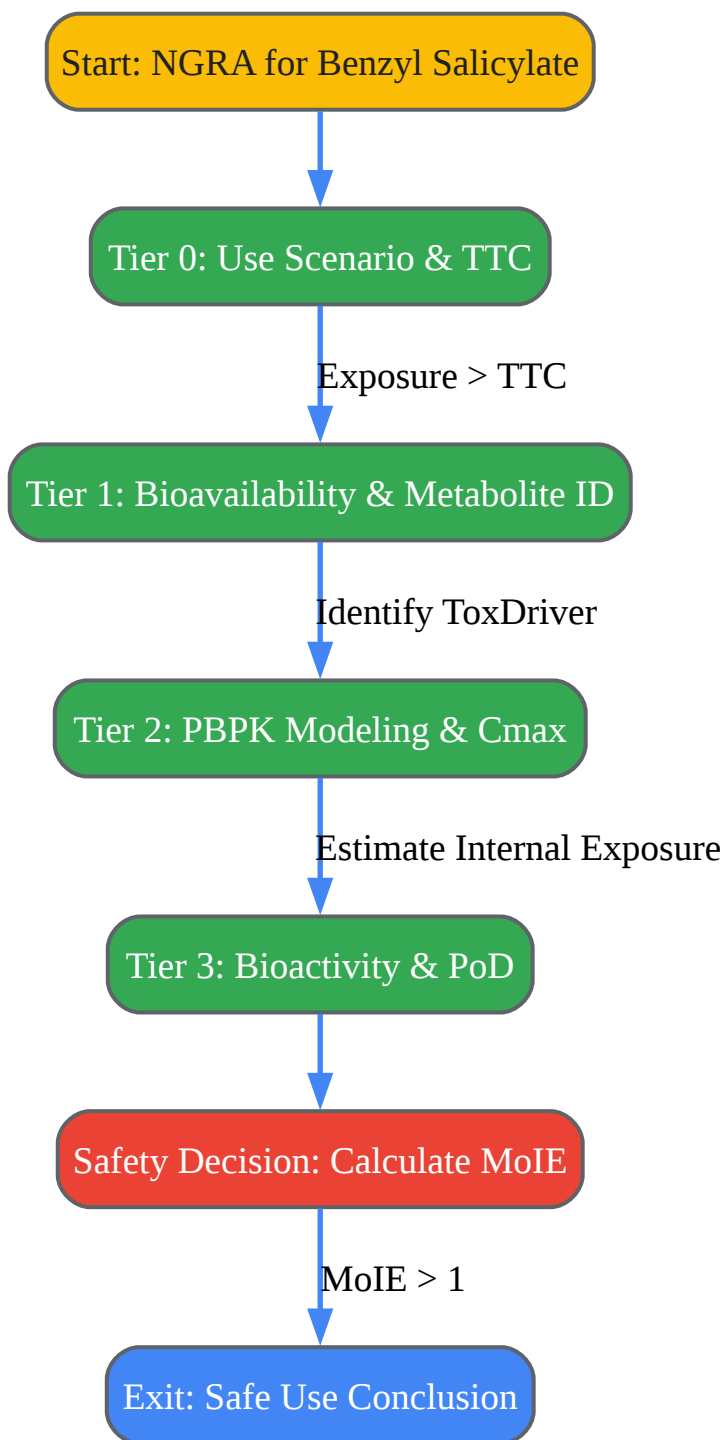 Start: NGRA for Benzyl Salicylate
Tier 0: Use Scenario & TTC
Exposure > TTC
Tier 1: Bioavailability & Metabolite ID
Identify ToxDriver
Tier 2: PBPK Modeling & Cmax
Estimate Internal Exposure
Tier 3: Bioactivity & PoD
Safety Decision: Calculate MoIE
MoIE > 1
Exit: Safe Use Conclusion